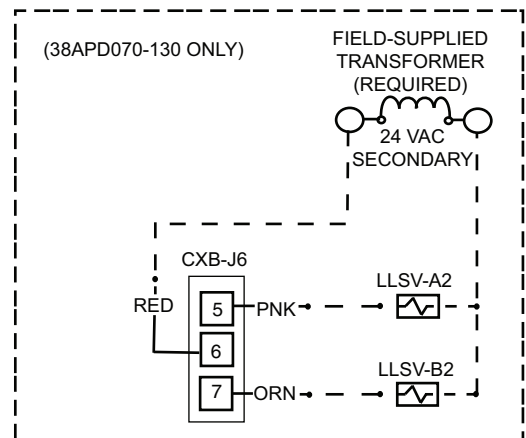 (38APD070-130 ONLY)
FIELD-SUPPLIED
TRANSFORMER
(REQUIRED)
24 VAC
SECONDARY
CXB-J6
RED
5
PNK
LLSV-A2
6
7
ORN
LLSV-B2